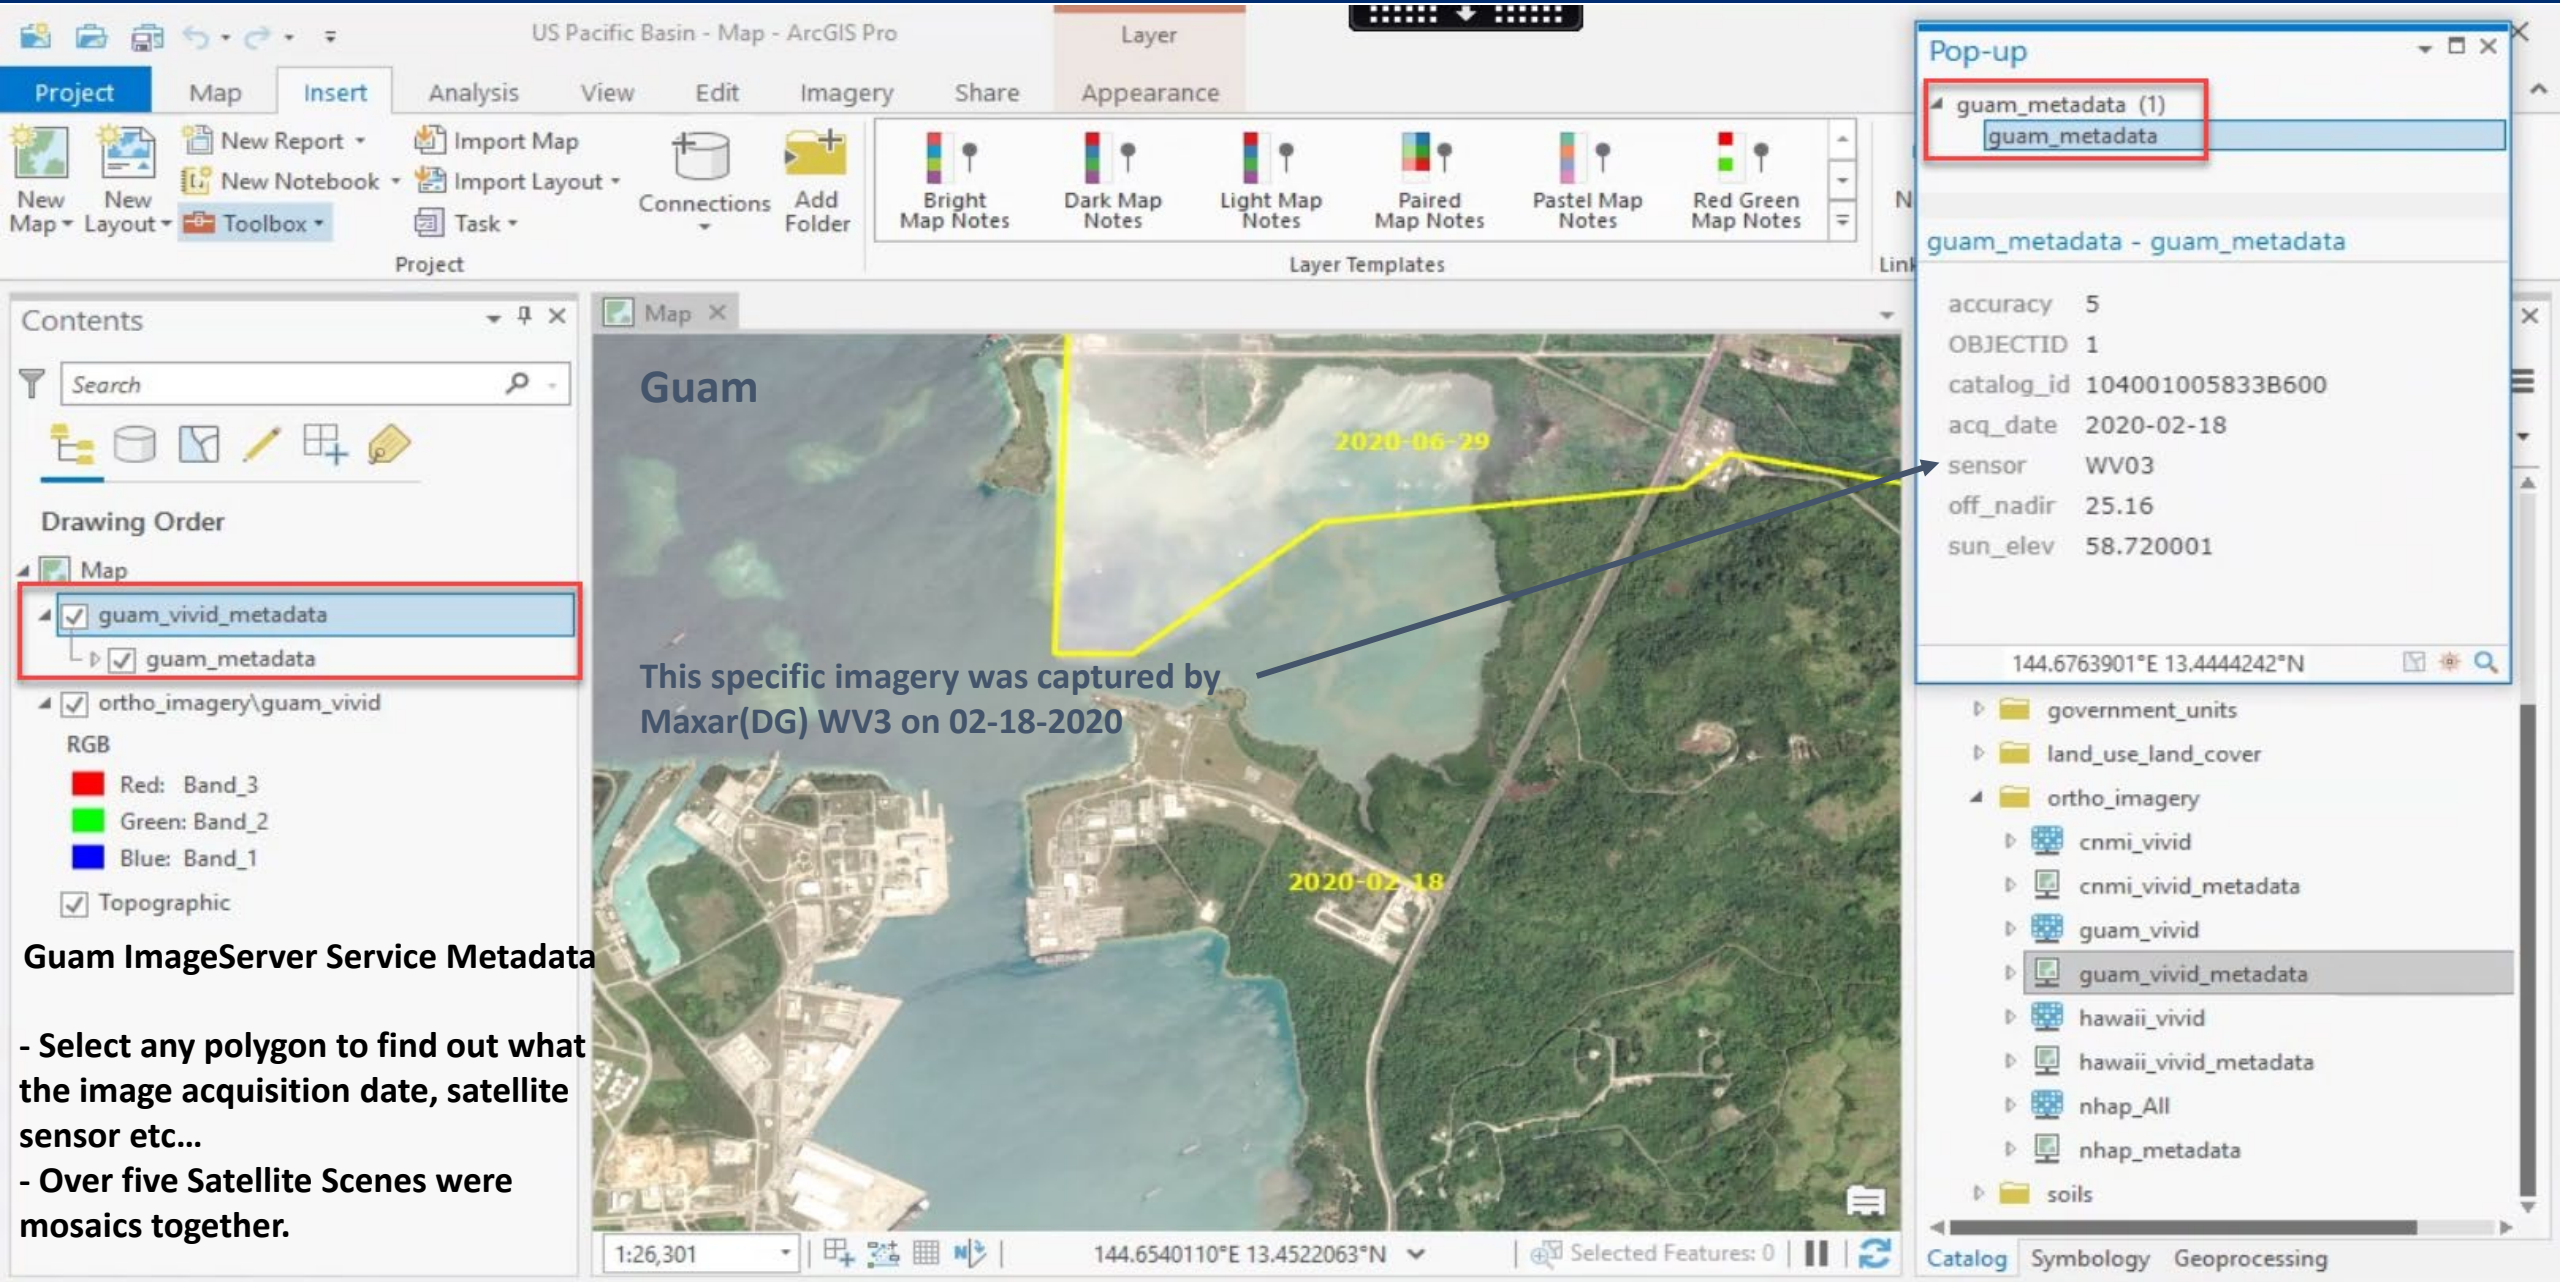 US Pacific Basin - Map - ArcGIS Pro
Layer
Project Map Insert Analysis View Edit Imagery Share Appearance
New Map
New Layout
New Report
New Notebook
Toolbox
Import Map
Import Layout
Task
Connections
Add Folder
Project
Bright Map Notes
Dark Map Notes
Light Map Notes
Paired Map Notes
Pastel Map Notes
Red Green Map Notes
Layer Templates
Contents
Search
Drawing Order
Map
guam_vivid_metadata
guam_metadata
ortho_imagery\guam_vivid
RGB
Red: Band_3
Green: Band_2
Blue: Band_1
Topographic
Guam ImageServer Service Metadata
- Select any polygon to find out what
the image acquisition date, satellite
sensor etc...
- Over five Satellite Scenes were
mosaics together.
Map
Guam
2020-06-29
This specific imagery was captured by
Maxar(DG) WV3 on 02-18-2020
2020-02-18
1:26,301
144.6540110°E 13.4522063°N
Selected Features: 0
Pop-up
guam_metadata (1)
guam_metadata
guam_metadata - guam_metadata
accuracy 5
OBJECTID 1
catalog_id 104001005833B600
acq_date 2020-02-18
sensor WV03
off_nadir 25.16
sun_elev 58.720001
144.6763901°E 13.4444242°N
government_units
land_use_land_cover
ortho_imagery
cnmi_vivid
cnmi_vivid_metadata
guam_vivid
guam_vivid_metadata
hawaii_vivid
hawaii_vivid_metadata
nhap_All
nhap_metadata
soils
Catalog Symbology Geoprocessing